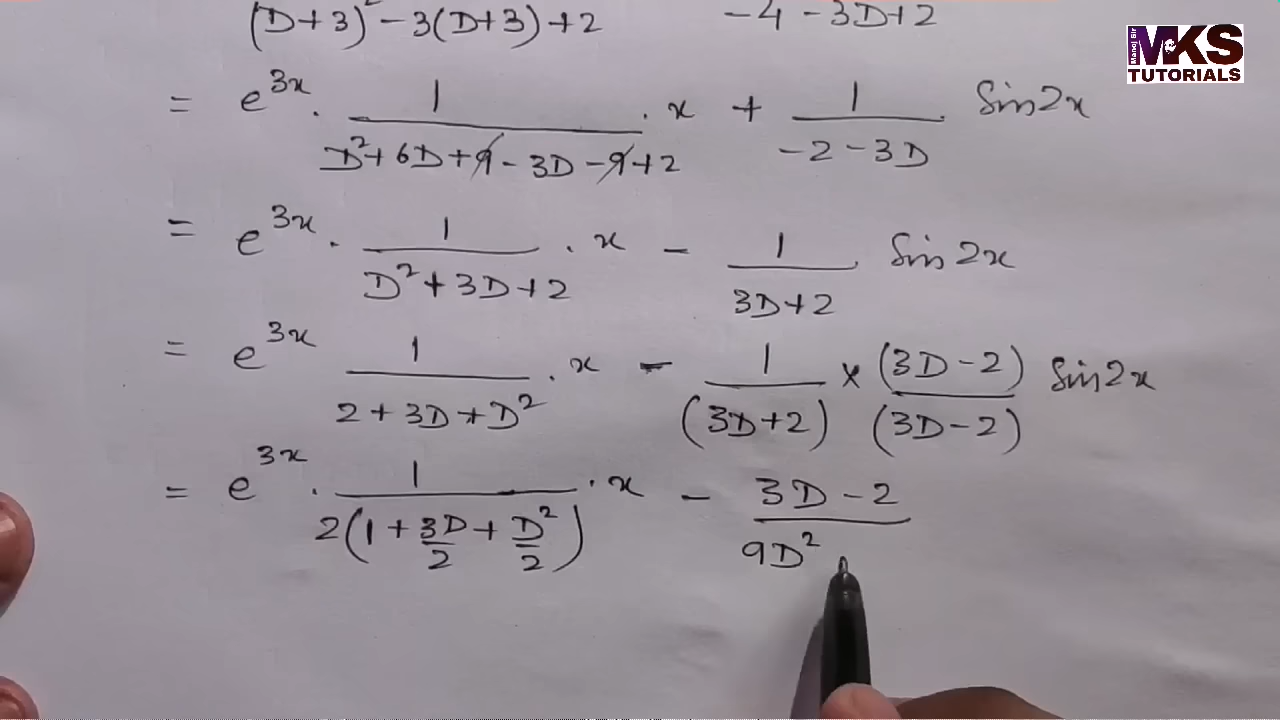 (D+3)² - 3(D+3) + 2 -4 - 3D + 2
Manoj Sir MKS
TUTORIALS
= e^{3x} . 1/(D² + 6D + 9 - 3D - 9 + 2) . x + 1/(-2 - 3D) Sin2x
= e^{3x} . 1/(D² + 3D + 2) . x - 1/(3D + 2) Sin2x
= e^{3x} 1/(2 + 3D + D²) . x - 1/(3D+2) × (3D-2)/(3D-2) Sin2x
= e^{3x} . 1/(2(1 + 3D/2 + D²/2)) . x - (3D - 2)/(9D²